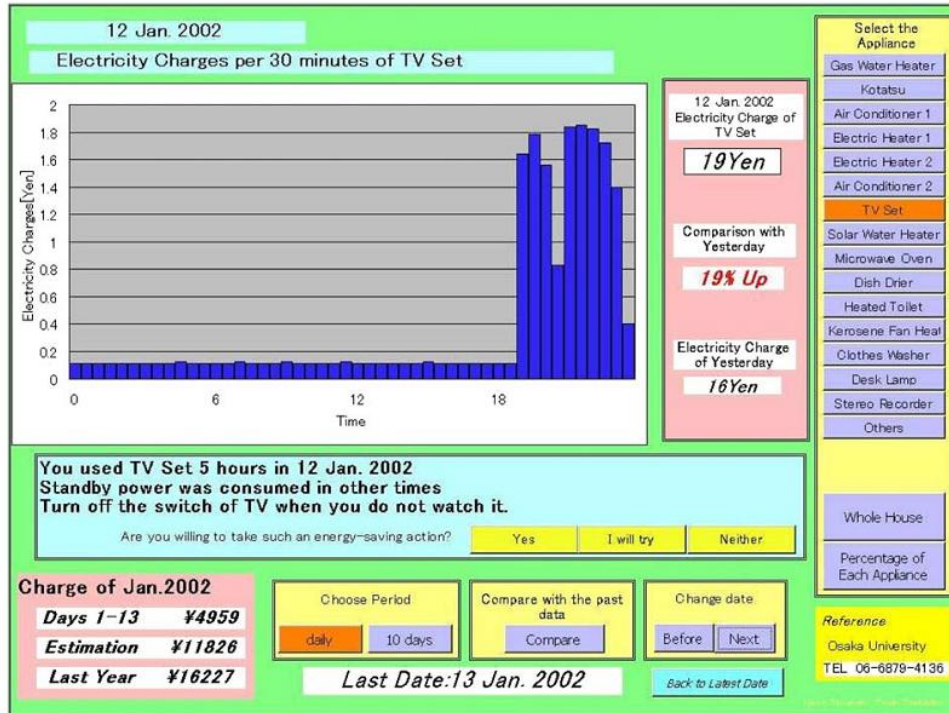 12 Jan. 2002
Electricity Charges per 30 minutes of TV Set
Electricity Charges[Yen]
2
1.8
1.6
1.4
1.2
1
0.8
0.6
0.4
0.2
0
0
6
12
18
Time
12 Jan. 2002
Electricity Charge of
TV Set
19Yen
Comparison with
Yesterday
19% Up
Electricity Charge
of Yesterday
16Yen
Select the
Appliance
Gas Water Heater
Kotatsu
Air Conditioner 1
Electric Heater 1
Electric Heater 2
Air Conditioner 2
TV Set
Solar Water Heater
Microwave Oven
Dish Drier
Heated Toilet
Kerosene Fan Heat
Clothes Washer
Desk Lamp
Stereo Recorder
Others
Whole House
Percentage of
Each Appliance
You used TV Set 5 hours in 12 Jan. 2002
Standby power was consumed in other times
Turn off the switch of TV when you do not watch it.
Are you willing to take such an energy-saving action?
Yes
I will try
Neither
Charge of Jan.2002
Days 1-13 ¥4959
Estimation ¥11826
Last Year ¥16227
Choose Period
daily
10 days
Compare with the past
data
Compare
Change date
Before
Next
Last Date:13 Jan. 2002
Back to Latest Date
Reference
Osaka University
TEL 06-6879-4136